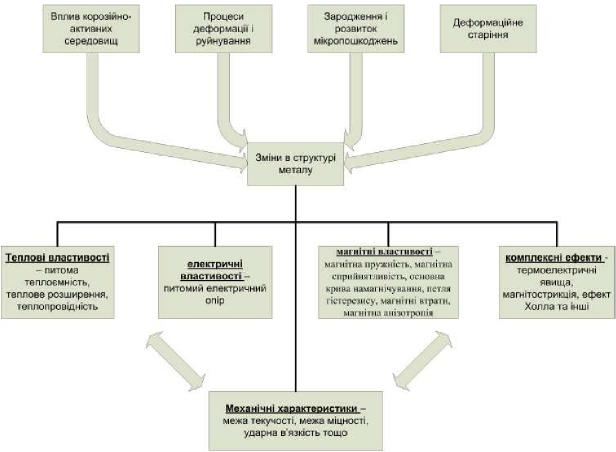 Вплив корозійно-
активних
середовищ
Процеси
деформації і
руйнування
Зародження і
розвиток
мікропошкоджень
Деформаційне
старіння
Зміни в структурі
металу
Теплові властивості
– питома
теплоємність,
теплове розширення,
теплопровідність
електричні
властивості –
питомий електричний
опір
магнітні властивості –
магнітна пружність, магнітна
сприйнятливість, основна
крива намагнічування, петля
гістерезису, магнітні втрати,
магнітна анізотропія
комплексні ефекти -
термоелектричні
явища,
магнітострикція, ефект
Холла та інші
Механічні характеристики –
межа текучості, межа міцності,
ударна в'язкість тощо